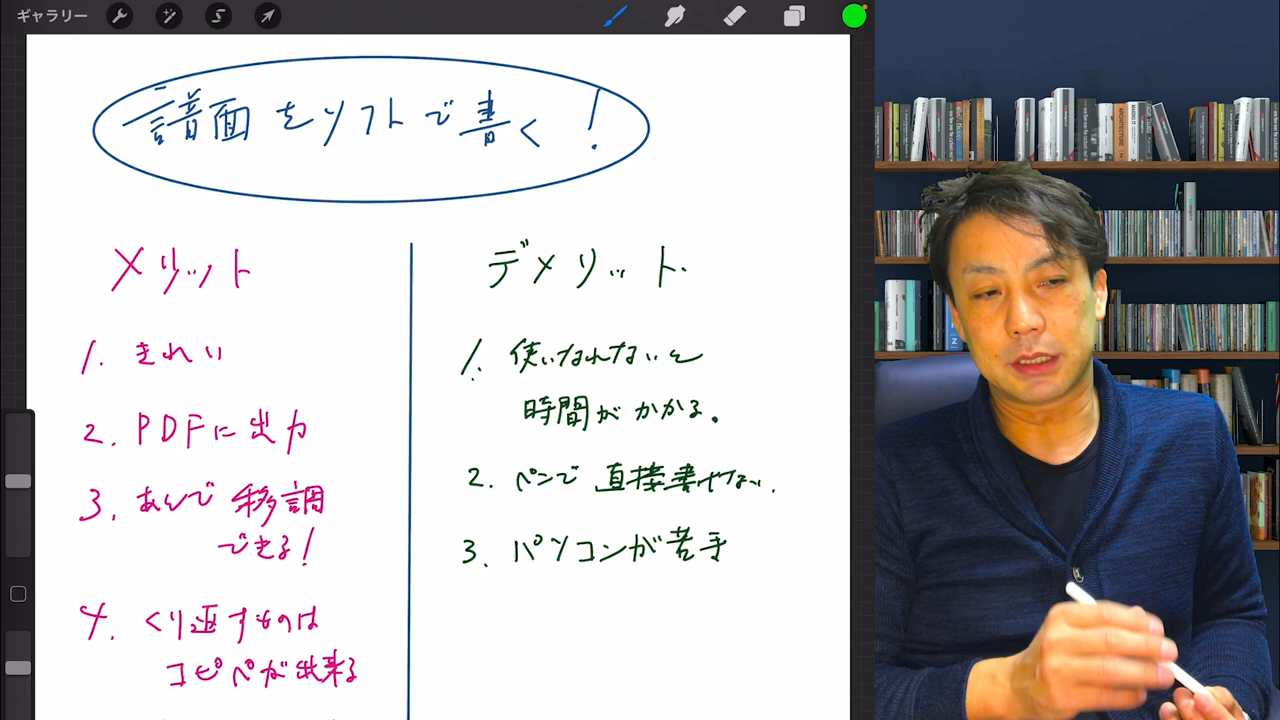 ギャラリー
譜面をソフトで書く!
メリット
1. きれい
2. PDFに出力
3. あとで移調
できる!
4. くり返すものは
コピペが出来る
デメリット.
1. 使いなれないと
時間がかかる。
2. ペンで直接書けない.
3. パソコンが苦手
ARCHITECTURE